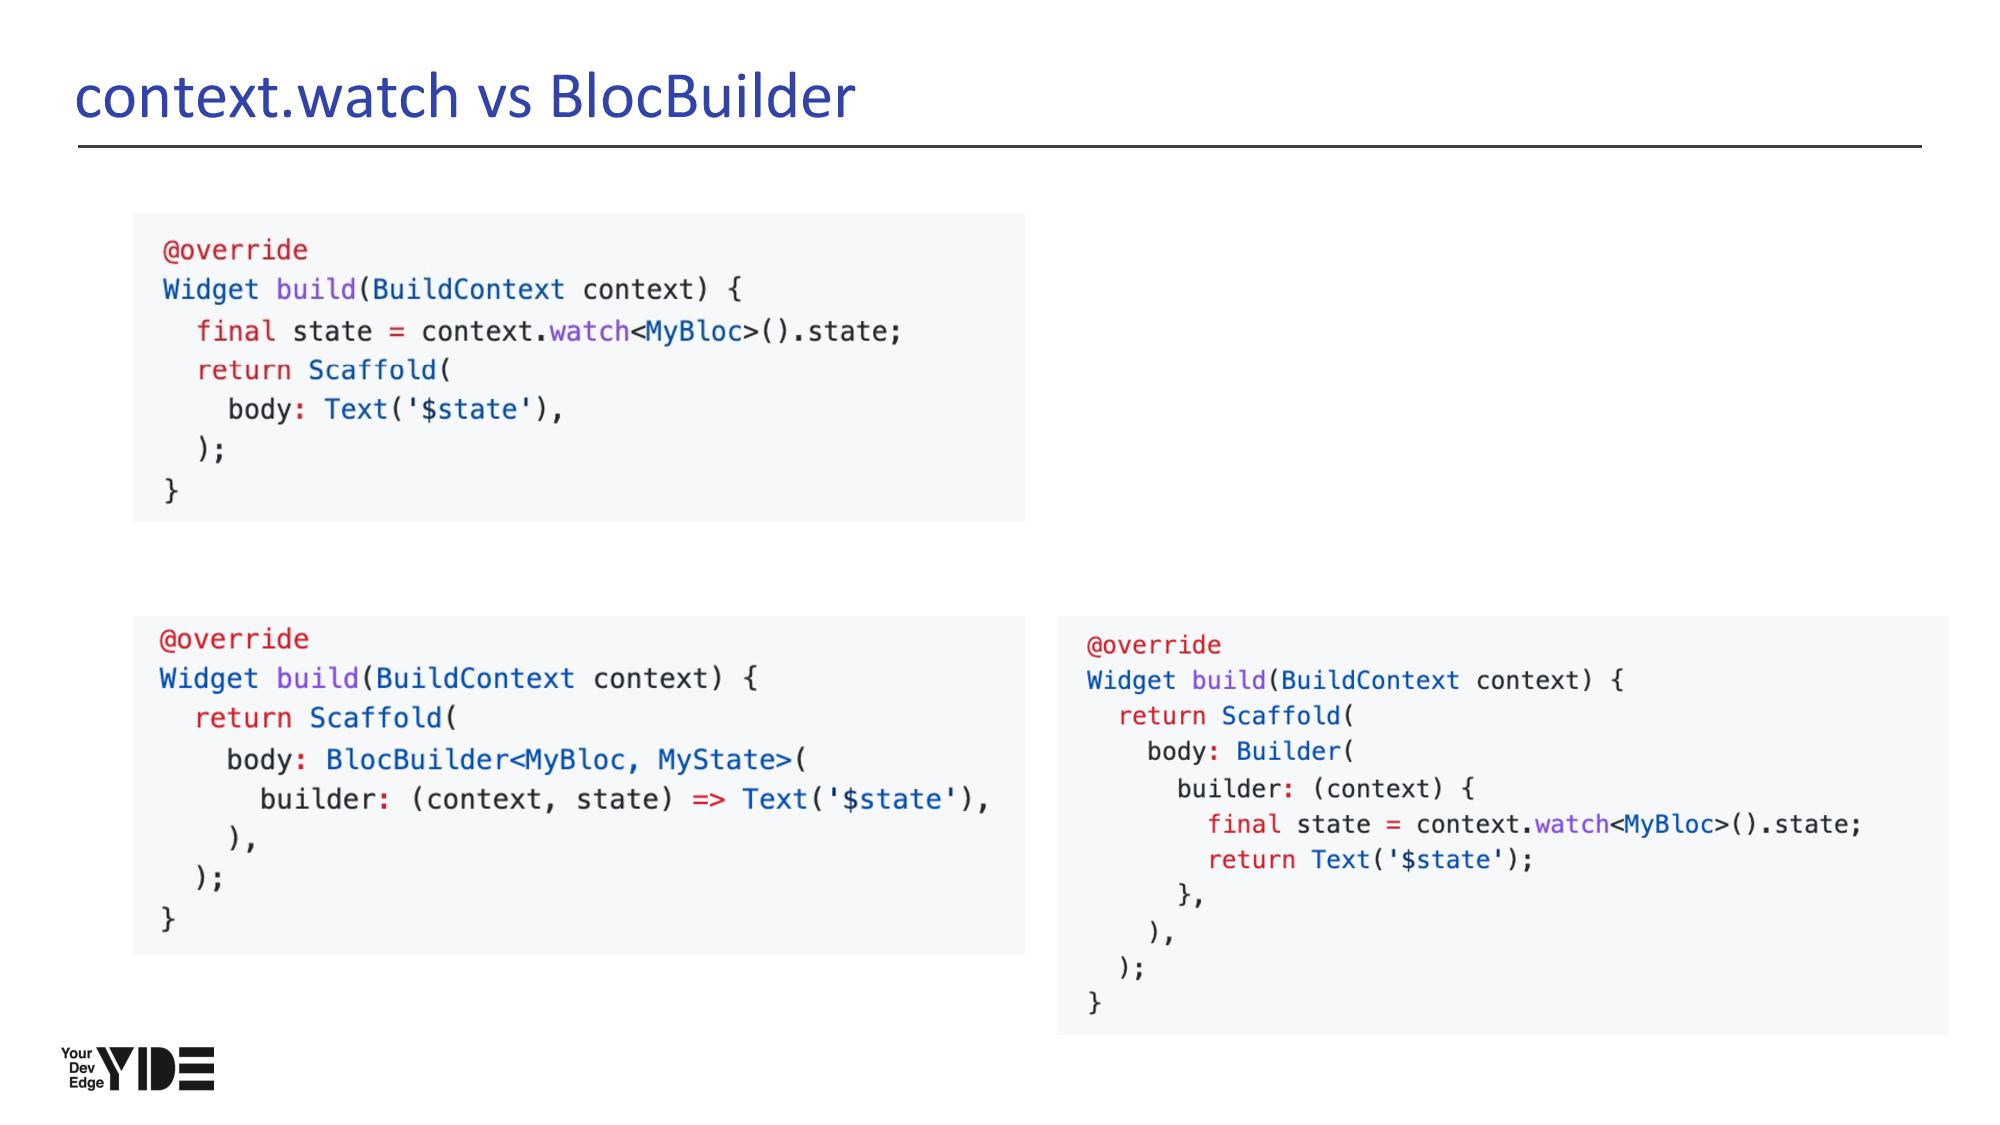 context.watch vs BlocBuilder
@override
Widget build(BuildContext context) {
  final state = context.watch<MyBloc>().state;
  return Scaffold(
    body: Text('$state'),
  );
}
@override
Widget build(BuildContext context) {
  return Scaffold(
    body: BlocBuilder<MyBloc, MyState>(
      builder: (context, state) => Text('$state'),
    ),
  );
}
@override
Widget build(BuildContext context) {
  return Scaffold(
    body: Builder(
      builder: (context) {
        final state = context.watch<MyBloc>().state;
        return Text('$state');
      },
    ),
  );
}
Your
Dev
Edge
YDE